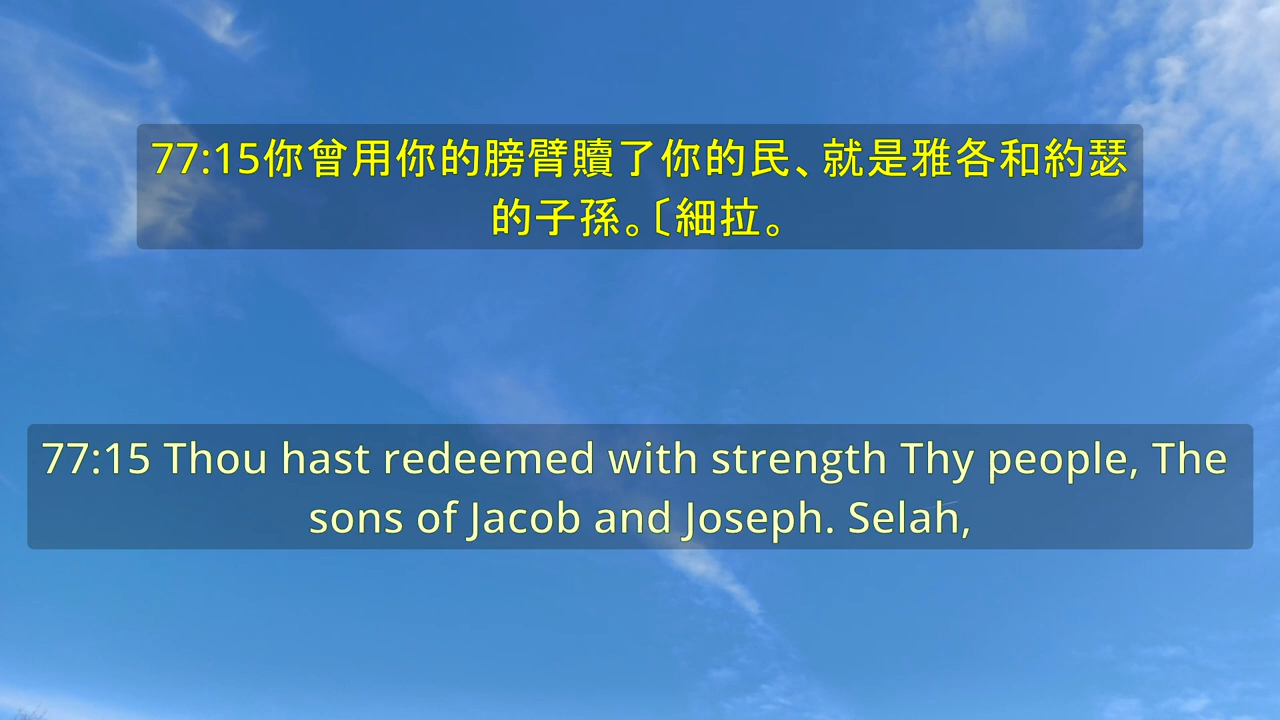 77:15你曾用你的膀臂贖了你的民、就是雅各和約瑟
的子孫。〔細拉。
77:15 Thou hast redeemed with strength Thy people, The
sons of Jacob and Joseph. Selah,